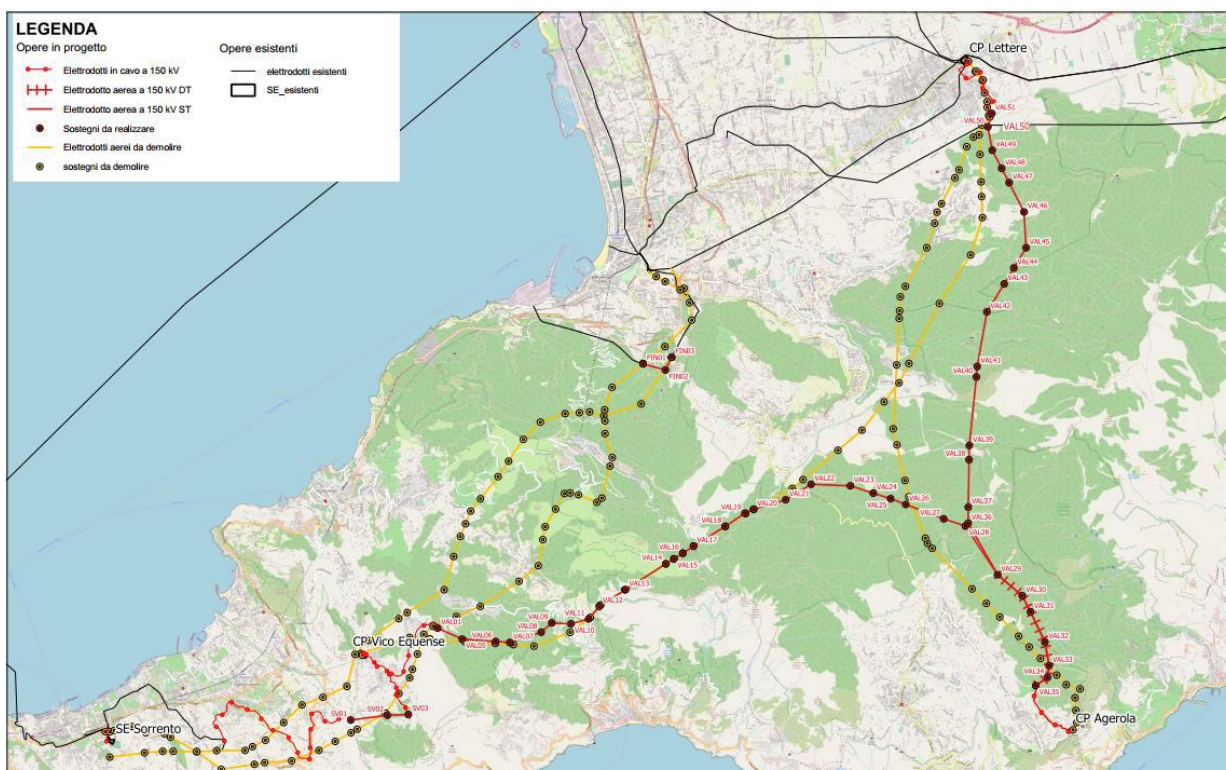 LEGENDA
Opere in progetto
Elettrodotti in cavo a 150 kV
Elettrodotto aerea a 150 kV DT
Elettrodotto aerea a 150 kV ST
Sostegni da realizzare
Elettrodotti aerei da demolire
sostegni da demolire
Opere esistenti
elettrodotti esistenti
SE_esistenti
CP Lettere
VAL51
VAL50
VAL50
VAL49
VAL48
VAL47
VAL46
VAL45
VAL44
VAL43
VAL42
VAL41
VAL40
VAL39
VAL38
VAL37
VAL36
VAL28
FIN01
FIN03
FIN02
VAL22
VAL23
VAL24
VAL25
VAL26
VAL27
VAL21
VAL20
VAL19
VAL18
VAL17
VAL16
VAL15
VAL14
VAL13
VAL12
VAL11
VAL10
VAL09
VAL08
VAL07
VAL06
VAL05
VAL01
VAL29
VAL30
VAL31
VAL32
VAL33
VAL34
VAL35
CP Vico Equense
SV01
SV02
SV03
SE Sorrento
CP Agerola